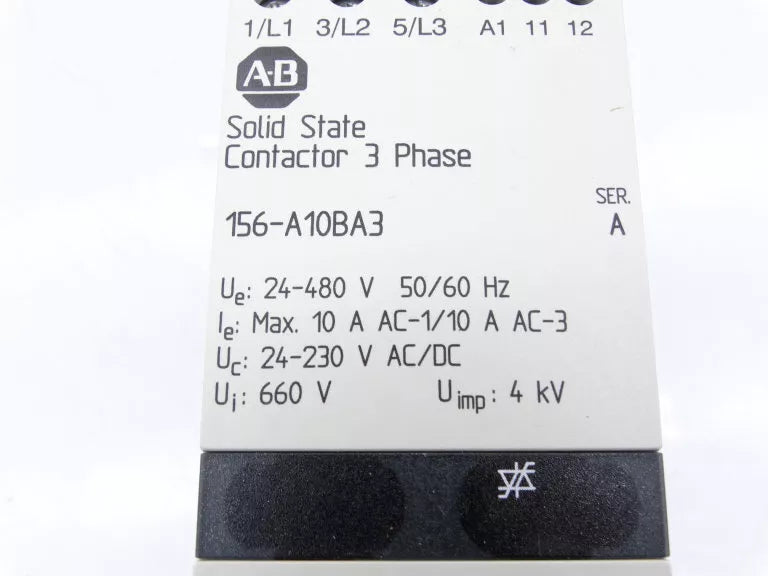 1/L1 3/L2 5/L3 A1 11 12
A-B
Solid State
Contactor 3 Phase
SER.
156-A10BA3 A
Ue: 24-480 V 50/60 Hz
Ie: Max. 10 A AC-1/10 A AC-3
Uc: 24-230 V AC/DC
Ui: 660 V Uimp: 4 kV